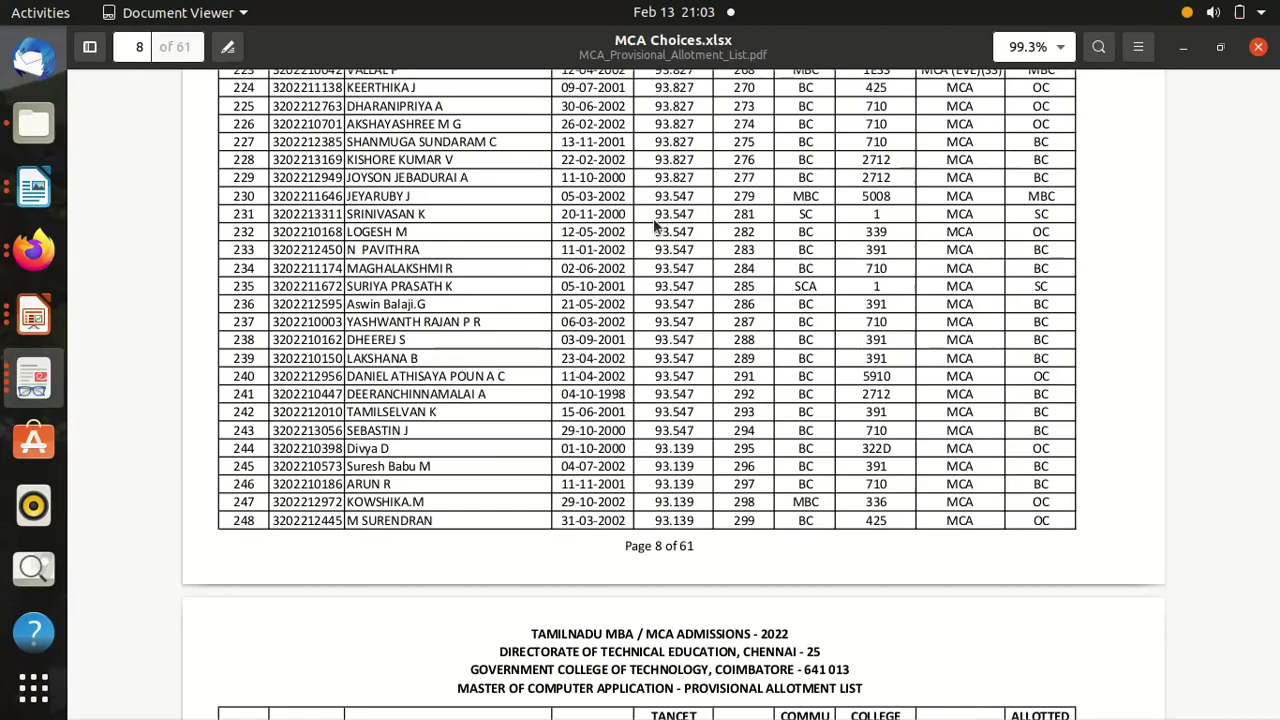 Activities Document Viewer Feb 13 21:03
8 of 61 MCA Choices.xlsx 99.3%
MCA_Provisional_Allotment_List.pdf
223 3202210042 VALLAL P 12-04-2002 93.827 268 MBC 1ESS MCA (EVE)(SS) MBC
224 3202211138 KEERTHIKA J 09-07-2001 93.827 270 BC 425 MCA OC
225 3202212763 DHARANIPRIYA A 30-06-2002 93.827 273 BC 710 MCA OC
226 3202210701 AKSHAYASHREE M G 26-02-2002 93.827 274 BC 710 MCA OC
227 3202212385 SHANMUGA SUNDARAM C 13-11-2001 93.827 275 BC 710 MCA OC
228 3202213169 KISHORE KUMAR V 22-02-2002 93.827 276 BC 2712 MCA OC
229 3202212949 JOYSON JEBADURAI A 11-10-2000 93.827 277 BC 2712 MCA OC
230 3202211646 JEYARUBY J 05-03-2002 93.547 279 MBC 5008 MCA MBC
231 3202213311 SRINIVASAN K 20-11-2000 93.547 281 SC 1 MCA SC
232 3202210168 LOGESH M 12-05-2002 93.547 282 BC 339 MCA OC
233 3202212450 N PAVITHRA 11-01-2002 93.547 283 BC 391 MCA BC
234 3202211174 MAGHALAKSHMI R 02-06-2002 93.547 284 BC 710 MCA BC
235 3202211672 SURIYA PRASATH K 05-10-2001 93.547 285 SCA 1 MCA SC
236 3202212595 Aswin Balaji.G 21-05-2002 93.547 286 BC 391 MCA BC
237 3202210003 YASHWANTH RAJAN P R 06-03-2002 93.547 287 BC 710 MCA BC
238 3202210162 DHEEREJ S 03-09-2001 93.547 288 BC 391 MCA BC
239 3202210150 LAKSHANA B 23-04-2002 93.547 289 BC 391 MCA BC
240 3202212956 DANIEL ATHISAYA POUN A C 11-04-2002 93.547 291 BC 5910 MCA OC
241 3202210447 DEERANCHINNAMALAI A 04-10-1998 93.547 292 BC 2712 MCA BC
242 3202212010 TAMILSELVAN K 15-06-2001 93.547 293 BC 391 MCA BC
243 3202213056 SEBASTIN J 29-10-2000 93.547 294 BC 710 MCA BC
244 3202210398 Divya D 01-10-2000 93.139 295 BC 322D MCA OC
245 3202210573 Suresh Babu M 04-07-2002 93.139 296 BC 391 MCA BC
246 3202210186 ARUN R 11-11-2001 93.139 297 BC 710 MCA BC
247 3202212972 KOWSHIKA.M 29-10-2002 93.139 298 MBC 336 MCA OC
248 3202212445 M SURENDRAN 31-03-2002 93.139 299 BC 425 MCA OC
Page 8 of 61
TAMILNADU MBA / MCA ADMISSIONS - 2022
DIRECTORATE OF TECHNICAL EDUCATION, CHENNAI - 25
GOVERNMENT COLLEGE OF TECHNOLOGY, COIMBATORE - 641 013
MASTER OF COMPUTER APPLICATION - PROVISIONAL ALLOTMENT LIST
TANCET COMMU COLLEGE ALLOTTED